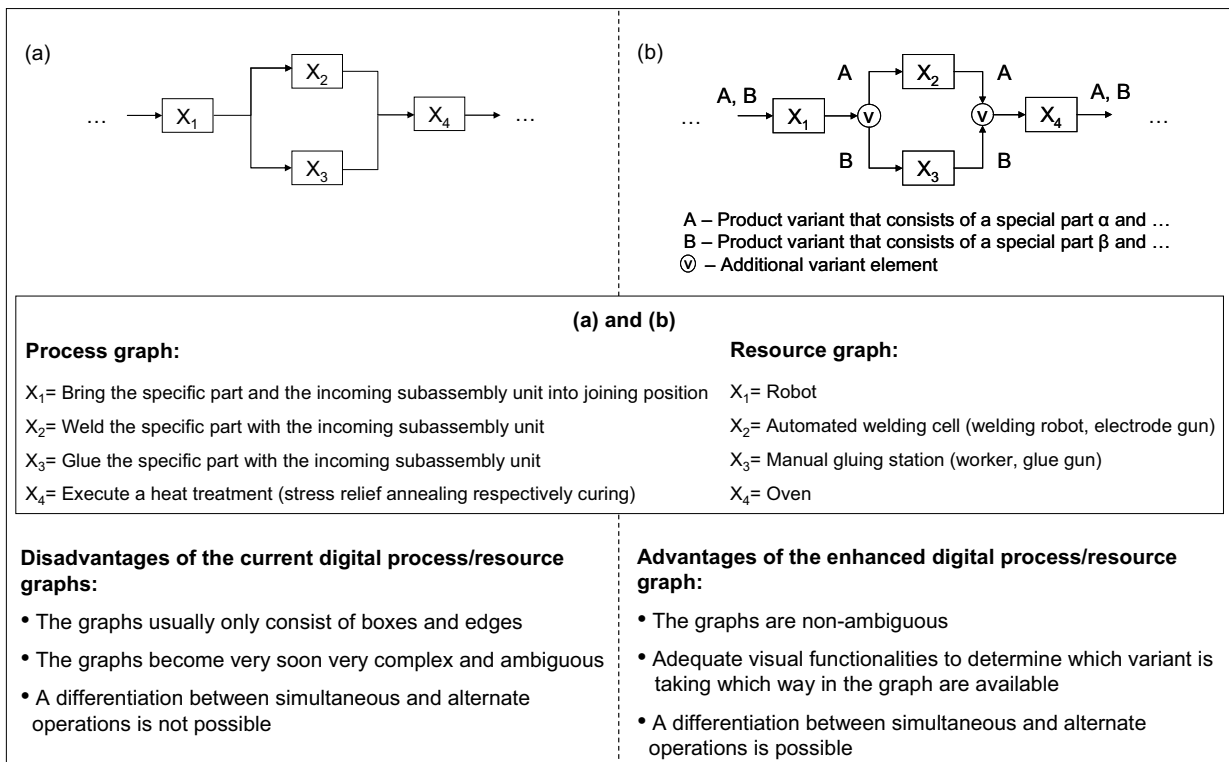 (a)
X2
... X1 X4 ...
X3
(b)
A X2 A
A, B A, B
... X1 v v X4 ...
B X3 B
A – Product variant that consists of a special part α and ...
B – Product variant that consists of a special part β and ...
v – Additional variant element
(a) and (b)
Process graph:
X1= Bring the specific part and the incoming subassembly unit into joining position
X2= Weld the specific part with the incoming subassembly unit
X3= Glue the specific part with the incoming subassembly unit
X4= Execute a heat treatment (stress relief annealing respectively curing)
Resource graph:
X1= Robot
X2= Automated welding cell (welding robot, electrode gun)
X3= Manual gluing station (worker, glue gun)
X4= Oven
Disadvantages of the current digital process/resource
graphs:
• The graphs usually only consist of boxes and edges
• The graphs become very soon very complex and ambiguous
• A differentiation between simultaneous and alternate
operations is not possible
Advantages of the enhanced digital process/resource
graph:
• The graphs are non-ambiguous
• Adequate visual functionalities to determine which variant is
taking which way in the graph are available
• A differentiation between simultaneous and alternate
operations is possible